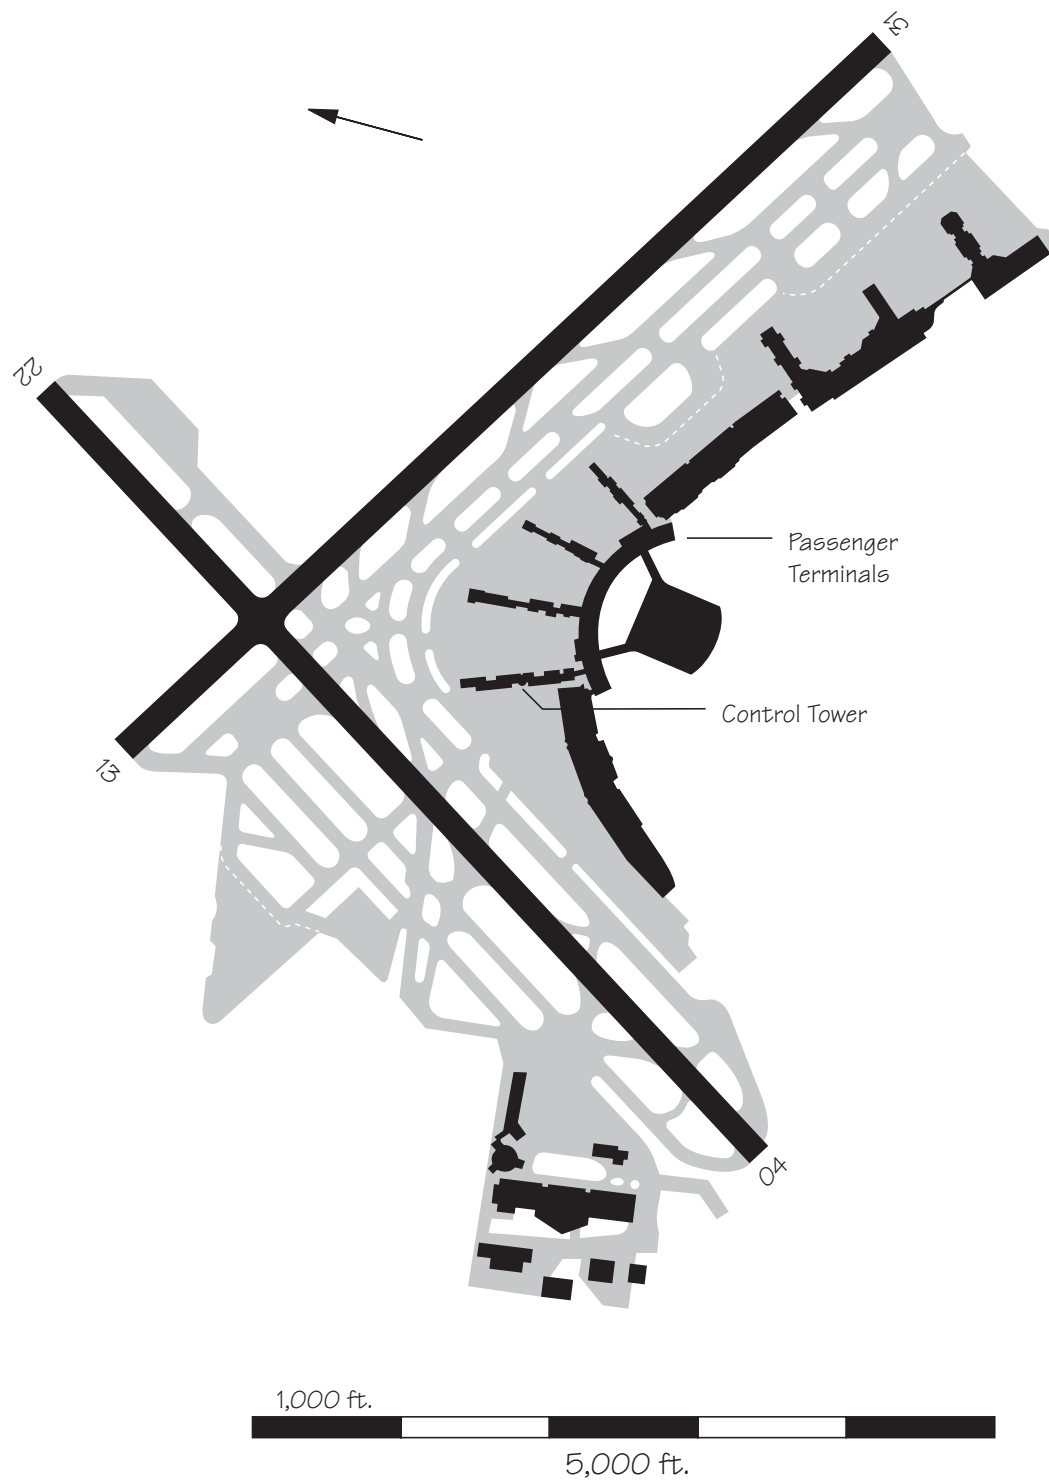 31
22
Passenger
Terminals
Control Tower
13
04
1,000 ft.
5,000 ft.